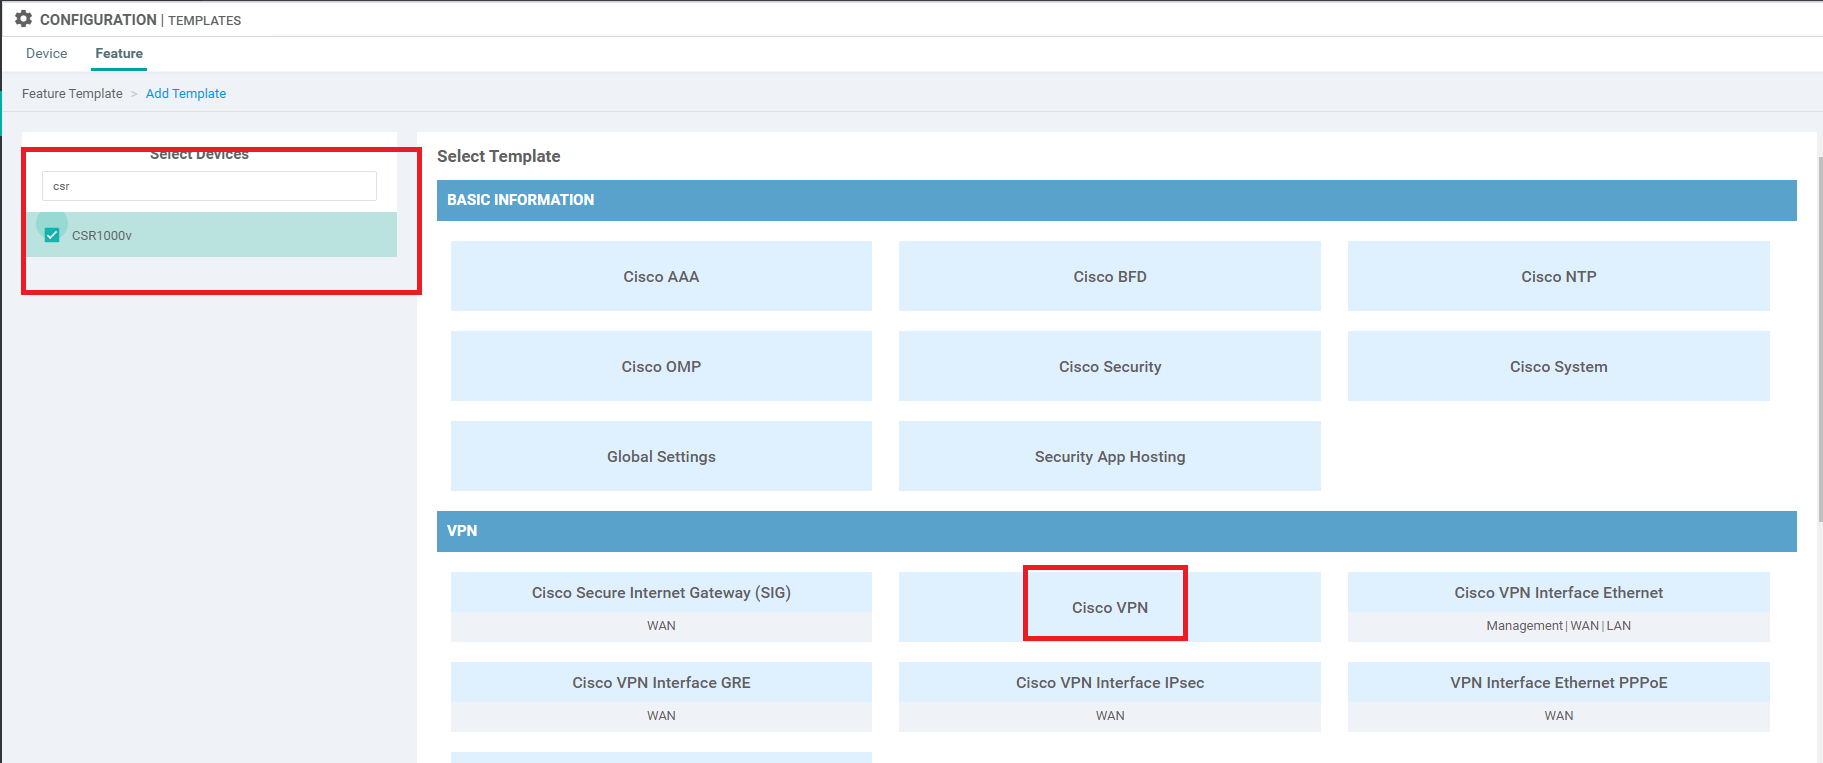 CONFIGURATION | TEMPLATES
Device Feature
Feature Template > Add Template
Select Devices
csr
CSR1000v
Select Template
BASIC INFORMATION
Cisco AAA
Cisco BFD
Cisco NTP
Cisco OMP
Cisco Security
Cisco System
Global Settings
Security App Hosting
VPN
Cisco Secure Internet Gateway (SIG)
WAN
Cisco VPN
Cisco VPN Interface Ethernet
Management | WAN | LAN
Cisco VPN Interface GRE
WAN
Cisco VPN Interface IPsec
WAN
VPN Interface Ethernet PPPoE
WAN